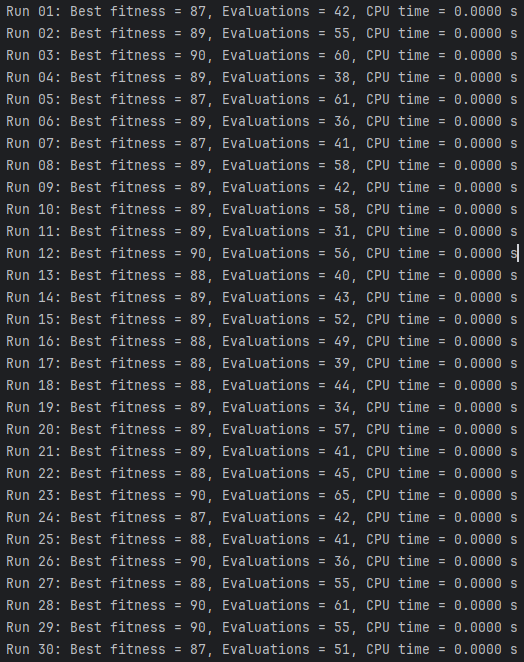 Run 01: Best fitness = 87, Evaluations = 42, CPU time = 0.0000 s
Run 02: Best fitness = 89, Evaluations = 55, CPU time = 0.0000 s
Run 03: Best fitness = 90, Evaluations = 60, CPU time = 0.0000 s
Run 04: Best fitness = 89, Evaluations = 38, CPU time = 0.0000 s
Run 05: Best fitness = 87, Evaluations = 61, CPU time = 0.0000 s
Run 06: Best fitness = 89, Evaluations = 36, CPU time = 0.0000 s
Run 07: Best fitness = 87, Evaluations = 41, CPU time = 0.0000 s
Run 08: Best fitness = 89, Evaluations = 58, CPU time = 0.0000 s
Run 09: Best fitness = 89, Evaluations = 42, CPU time = 0.0000 s
Run 10: Best fitness = 89, Evaluations = 58, CPU time = 0.0000 s
Run 11: Best fitness = 89, Evaluations = 31, CPU time = 0.0000 s
Run 12: Best fitness = 90, Evaluations = 56, CPU time = 0.0000 s
Run 13: Best fitness = 88, Evaluations = 40, CPU time = 0.0000 s
Run 14: Best fitness = 89, Evaluations = 43, CPU time = 0.0000 s
Run 15: Best fitness = 89, Evaluations = 52, CPU time = 0.0000 s
Run 16: Best fitness = 88, Evaluations = 49, CPU time = 0.0000 s
Run 17: Best fitness = 88, Evaluations = 39, CPU time = 0.0000 s
Run 18: Best fitness = 88, Evaluations = 44, CPU time = 0.0000 s
Run 19: Best fitness = 89, Evaluations = 34, CPU time = 0.0000 s
Run 20: Best fitness = 89, Evaluations = 57, CPU time = 0.0000 s
Run 21: Best fitness = 89, Evaluations = 41, CPU time = 0.0000 s
Run 22: Best fitness = 88, Evaluations = 45, CPU time = 0.0000 s
Run 23: Best fitness = 90, Evaluations = 65, CPU time = 0.0000 s
Run 24: Best fitness = 87, Evaluations = 42, CPU time = 0.0000 s
Run 25: Best fitness = 88, Evaluations = 41, CPU time = 0.0000 s
Run 26: Best fitness = 90, Evaluations = 36, CPU time = 0.0000 s
Run 27: Best fitness = 88, Evaluations = 55, CPU time = 0.0000 s
Run 28: Best fitness = 90, Evaluations = 61, CPU time = 0.0000 s
Run 29: Best fitness = 90, Evaluations = 55, CPU time = 0.0000 s
Run 30: Best fitness = 87, Evaluations = 51, CPU time = 0.0000 s